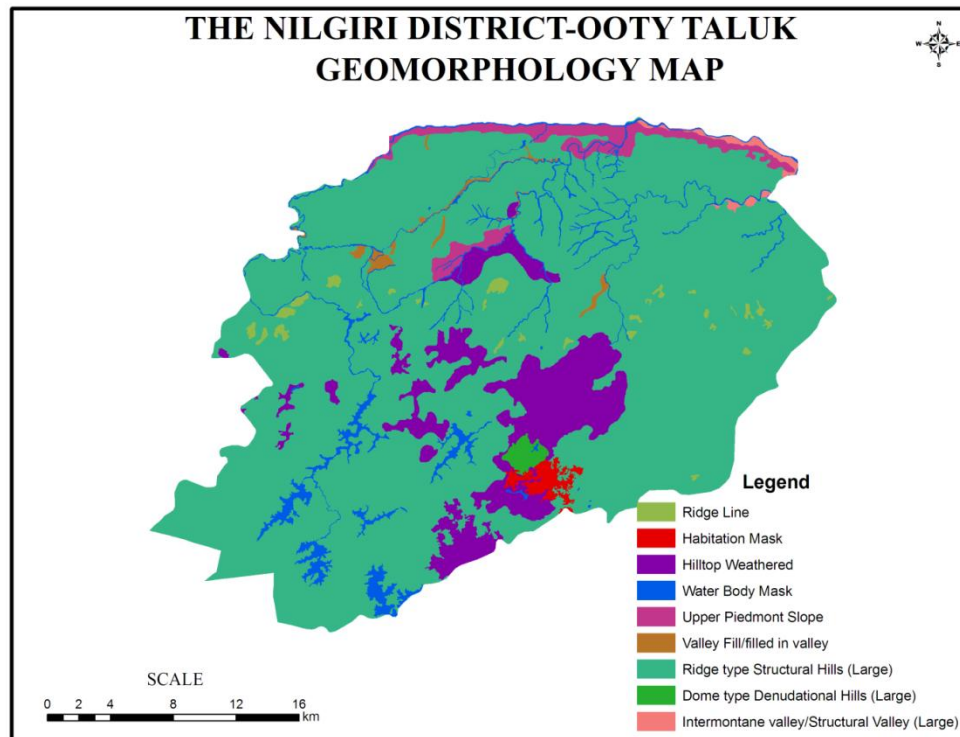 THE NILGIRI DISTRICT-OOTY TALUK
GEOMORPHOLOGY MAP
N
W E
S
Legend
Ridge Line
Habitation Mask
Hilltop Weathered
Water Body Mask
Upper Piedmont Slope
Valley Fill/filled in valley
Ridge type Structural Hills (Large)
Dome type Denudational Hills (Large)
Intermontane valley/Structural Valley (Large)
SCALE
0 2 4 8 12 16
km